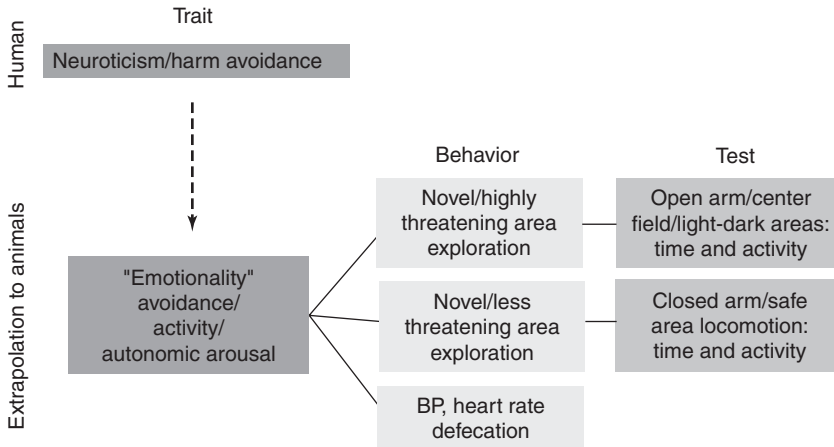 Trait
Human
Neuroticism/harm avoidance
Behavior
Test
Extrapolation to animals
"Emotionality"
avoidance/
activity/
autonomic arousal
Novel/highly
threatening area
exploration
Open arm/center
field/light-dark areas:
time and activity
Novel/less
threatening area
exploration
Closed arm/safe
area locomotion:
time and activity
BP, heart rate
defecation